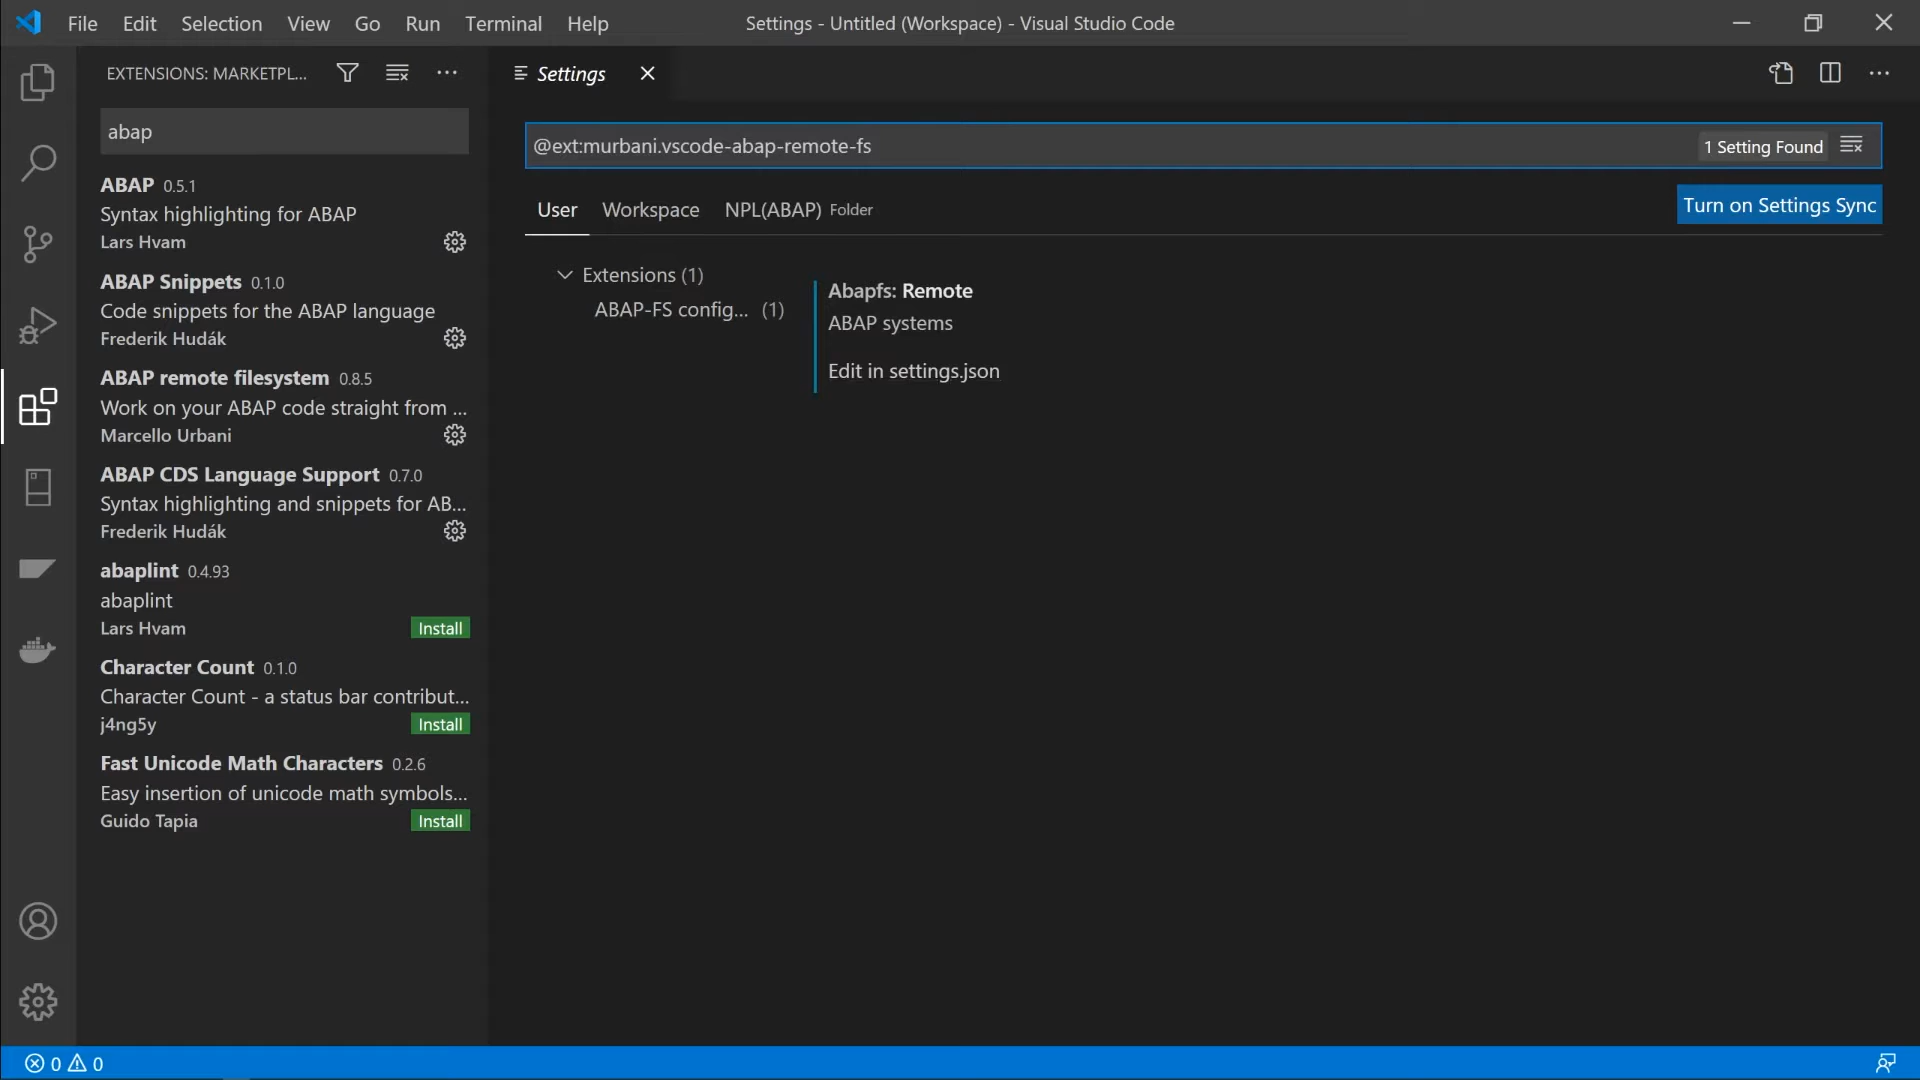 File Edit Selection View Go Run Terminal Help Settings - Untitled (Workspace) - Visual Studio Code
EXTENSIONS: MARKETPL...
Settings
abap
@ext:murbani.vscode-abap-remote-fs
1 Setting Found
User Workspace NPL(ABAP) Folder
Turn on Settings Sync
Extensions (1)
ABAP-FS config... (1)
Abapfs: Remote
ABAP systems
Edit in settings.json
ABAP 0.5.1
Syntax highlighting for ABAP
Lars Hvam
ABAP Snippets 0.1.0
Code snippets for the ABAP language
Frederik Hudák
ABAP remote filesystem 0.8.5
Work on your ABAP code straight from ...
Marcello Urbani
ABAP CDS Language Support 0.7.0
Syntax highlighting and snippets for AB...
Frederik Hudák
abaplint 0.4.93
abaplint
Lars Hvam Install
Character Count 0.1.0
Character Count - a status bar contribut...
j4ng5y Install
Fast Unicode Math Characters 0.2.6
Easy insertion of unicode math symbols...
Guido Tapia Install
0 0